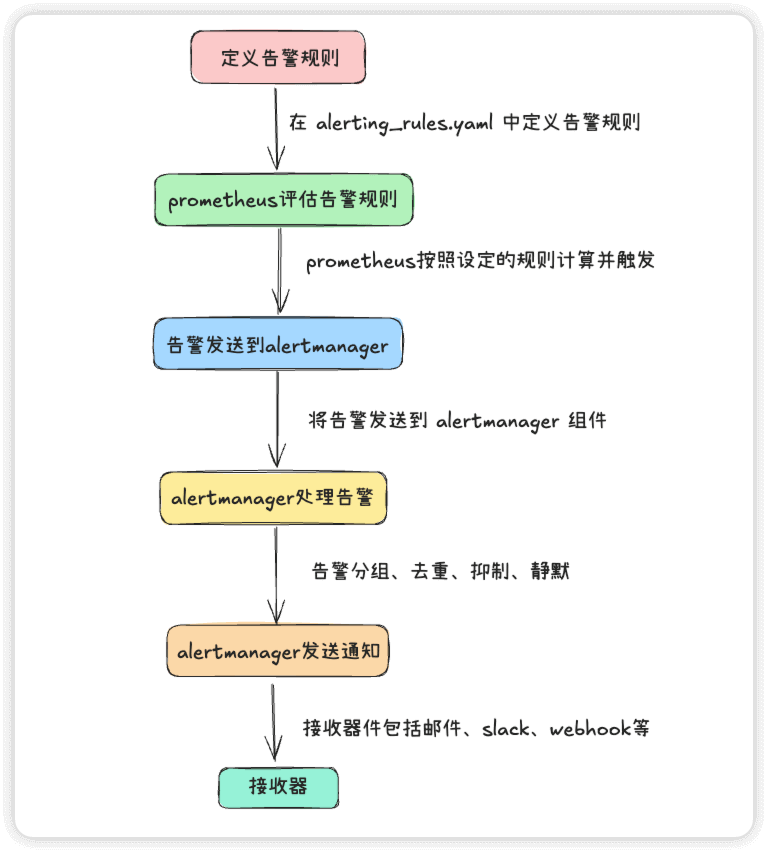 定义告警规则
在 alerting_rules.yaml 中定义告警规则
prometheus评估告警规则
prometheus按照设定的规则计算并触发
告警发送到alertmanager
将告警发送到 alertmanager 组件
alertmanager处理告警
告警分组、去重、抑制、静默
alertmanager发送通知
接收器件包括邮件、slack、webhook等
接收器